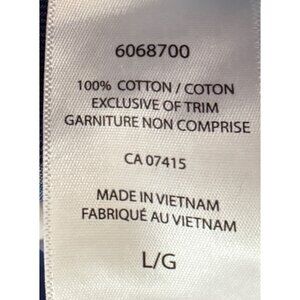 6068700
100% COTTON / COTON
EXCLUSIVE OF TRIM
GARNITURE NON COMPRISE
CA 07415
MADE IN VIETNAM
FABRIQUÉ AU VIETNAM
L/G